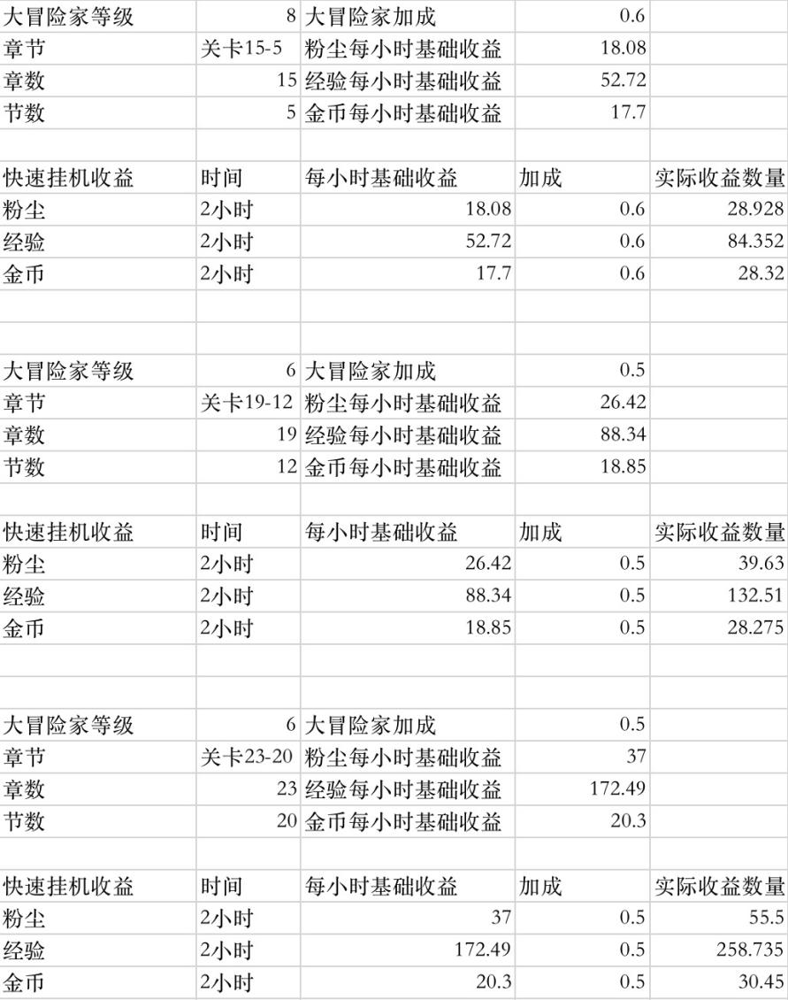 大冒险家等级 8 大冒险家加成 0.6
章节 关卡15-5 粉尘每小时基础收益 18.08
章数 15 经验每小时基础收益 52.72
节数 5 金币每小时基础收益 17.7
快速挂机收益 时间 每小时基础收益 加成 实际收益数量
粉尘 2小时 18.08 0.6 28.928
经验 2小时 52.72 0.6 84.352
金币 2小时 17.7 0.6 28.32
大冒险家等级 6 大冒险家加成 0.5
章节 关卡19-12 粉尘每小时基础收益 26.42
章数 19 经验每小时基础收益 88.34
节数 12 金币每小时基础收益 18.85
快速挂机收益 时间 每小时基础收益 加成 实际收益数量
粉尘 2小时 26.42 0.5 39.63
经验 2小时 88.34 0.5 132.51
金币 2小时 18.85 0.5 28.275
大冒险家等级 6 大冒险家加成 0.5
章节 关卡23-20 粉尘每小时基础收益 37
章数 23 经验每小时基础收益 172.49
节数 20 金币每小时基础收益 20.3
快速挂机收益 时间 每小时基础收益 加成 实际收益数量
粉尘 2小时 37 0.5 55.5
经验 2小时 172.49 0.5 258.735
金币 2小时 20.3 0.5 30.45